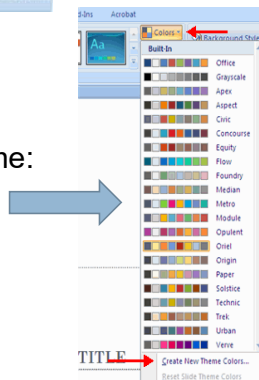 d-Ins Acrobat
Colors
Background Style
Aa
Built-In
Office
Grayscale
Apex
Aspect
Civic
Concourse
Equity
Flow
Foundry
Median
Metro
Module
Opulent
Oriel
Origin
Paper
Solstice
Technic
Trek
Urban
Verve
ne:
TITLE
Create New Theme Colors...
Reset Slide Theme Colors